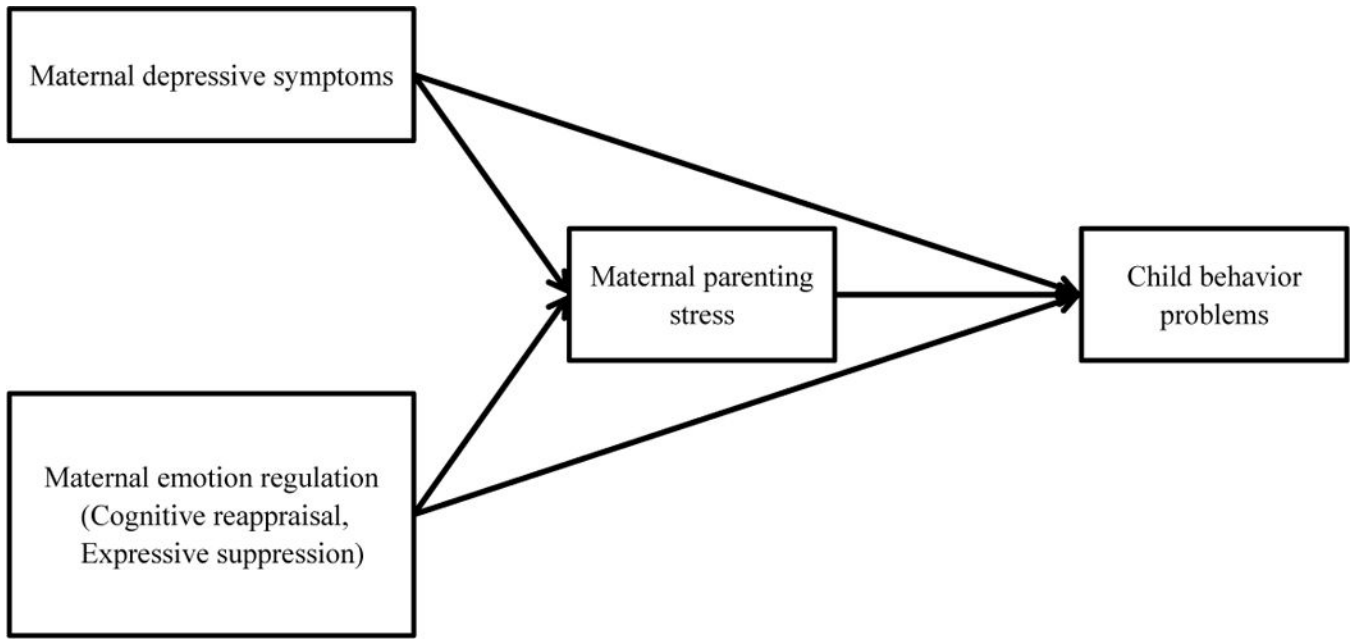 Maternal depressive symptoms
Maternal parenting
stress
Child behavior
problems
Maternal emotion regulation
(Cognitive reappraisal,
Expressive suppression)